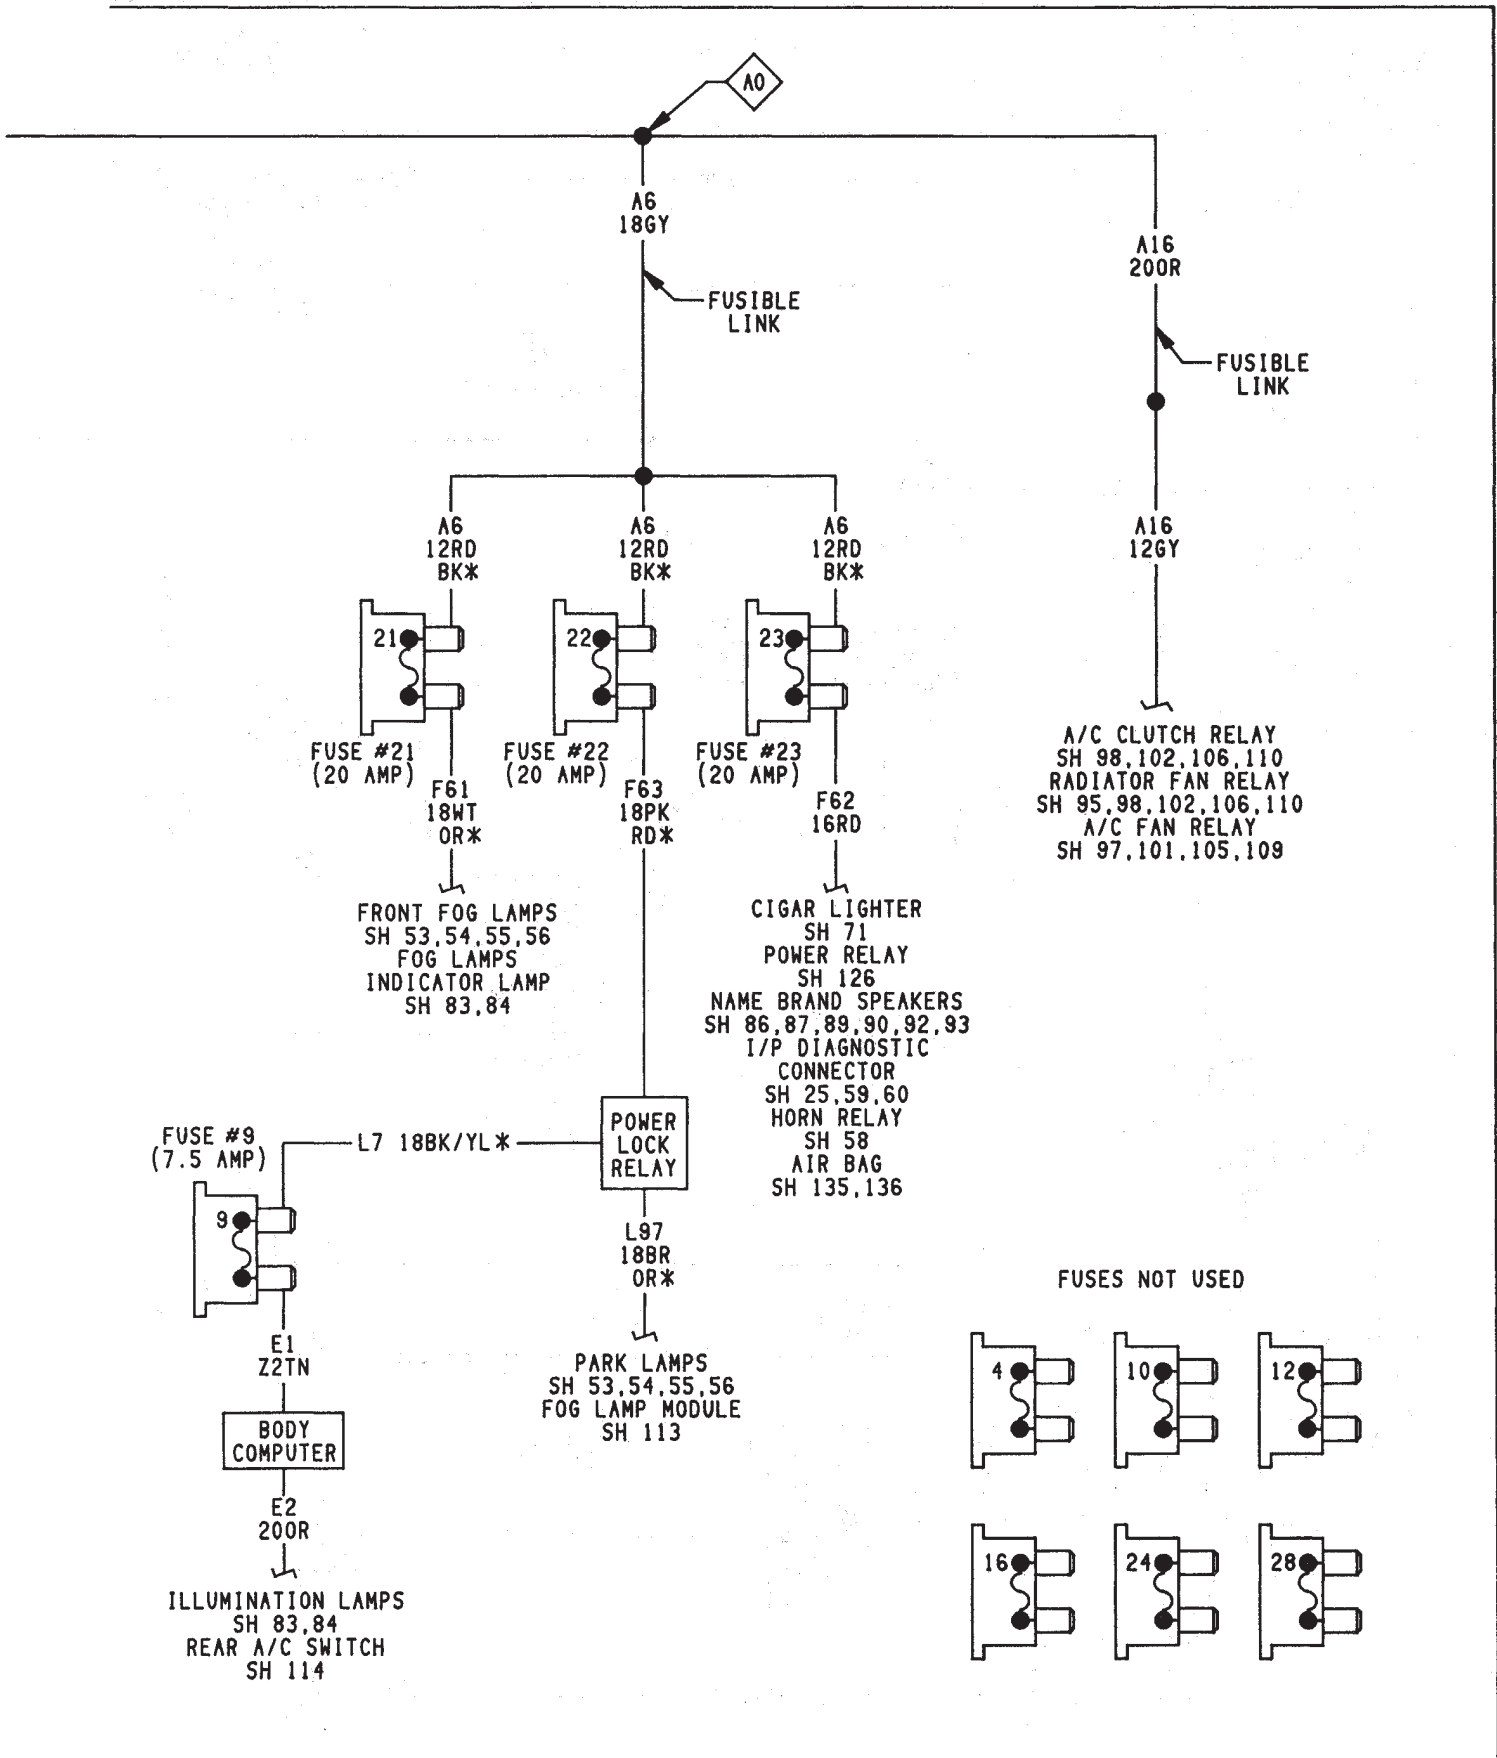 A0
A6
18GY
FUSIBLE
LINK
A16
20OR
FUSIBLE
LINK
A6
12RD
BK*
A6
12RD
BK*
A6
12RD
BK*
A16
12GY
21
22
23
FUSE #21
(20 AMP)
FUSE #22
(20 AMP)
FUSE #23
(20 AMP)
F61
18WT
OR*
F63
18PK
RD*
F62
16RD
A/C CLUTCH RELAY
SH 98,102,106,110
RADIATOR FAN RELAY
SH 95,98,102,106,110
A/C FAN RELAY
SH 97,101,105,109
FRONT FOG LAMPS
SH 53,54,55,56
FOG LAMPS
INDICATOR LAMP
SH 83,84
CIGAR LIGHTER
SH 71
POWER RELAY
SH 126
NAME BRAND SPEAKERS
SH 86,87,89,90,92,93
I/P DIAGNOSTIC
CONNECTOR
SH 25,59,60
HORN RELAY
SH 58
AIR BAG
SH 135,136
FUSE #9
(7.5 AMP)
L7 18BK/YL*
POWER
LOCK
RELAY
9
L97
18BR
OR*
E1
Z2TN
PARK LAMPS
SH 53,54,55,56
FOG LAMP MODULE
SH 113
BODY
COMPUTER
E2
20OR
ILLUMINATION LAMPS
SH 83,84
REAR A/C SWITCH
SH 114
FUSES NOT USED
4
10
12
16
24
28